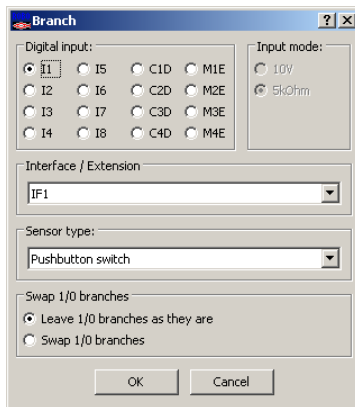 Branch
Digital input:
I1 I5 C1D M1E
I2 I6 C2D M2E
I3 I7 C3D M3E
I4 I8 C4D M4E
Input mode:
10V
5kOhm
Interface / Extension
IF1
Sensor type:
Pushbutton switch
Swap 1/0 branches
Leave 1/0 branches as they are
Swap 1/0 branches
OK Cancel